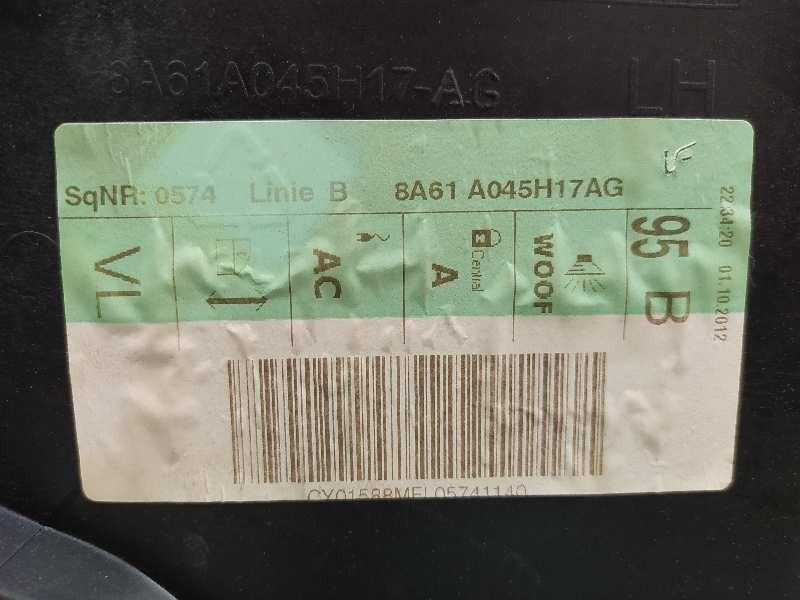 8A61A045H17-AG LH
SqNR: 0574 Linie B 8A61 A045H17AG
VL
AC
A Central
WOOF
95 B
22:34:20 01.10.2012